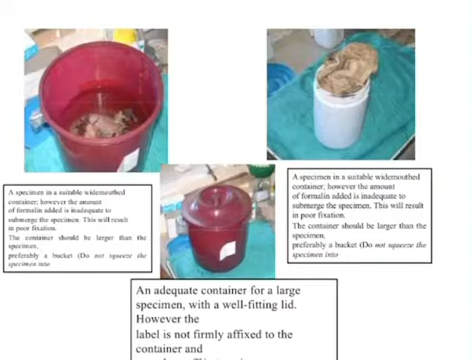 A specimen in a suitable widemouthed
container; however the amount
of formalin added is inadequate to
submerge the specimen. This will result
in poor fixation.
The container should be larger than the
specimen,
preferably a bucket (Do not squeeze the
specimen into
A specimen in a suitable widemouthed
container; however the amount
of formalin added is inadequate to
submerge the specimen. This will result
in poor fixation.
The container should be larger than the
specimen,
preferably a bucket (Do not squeeze the
specimen into
An adequate container for a large
specimen, with a well-fitting lid.
However the
label is not firmly affixed to the
container and